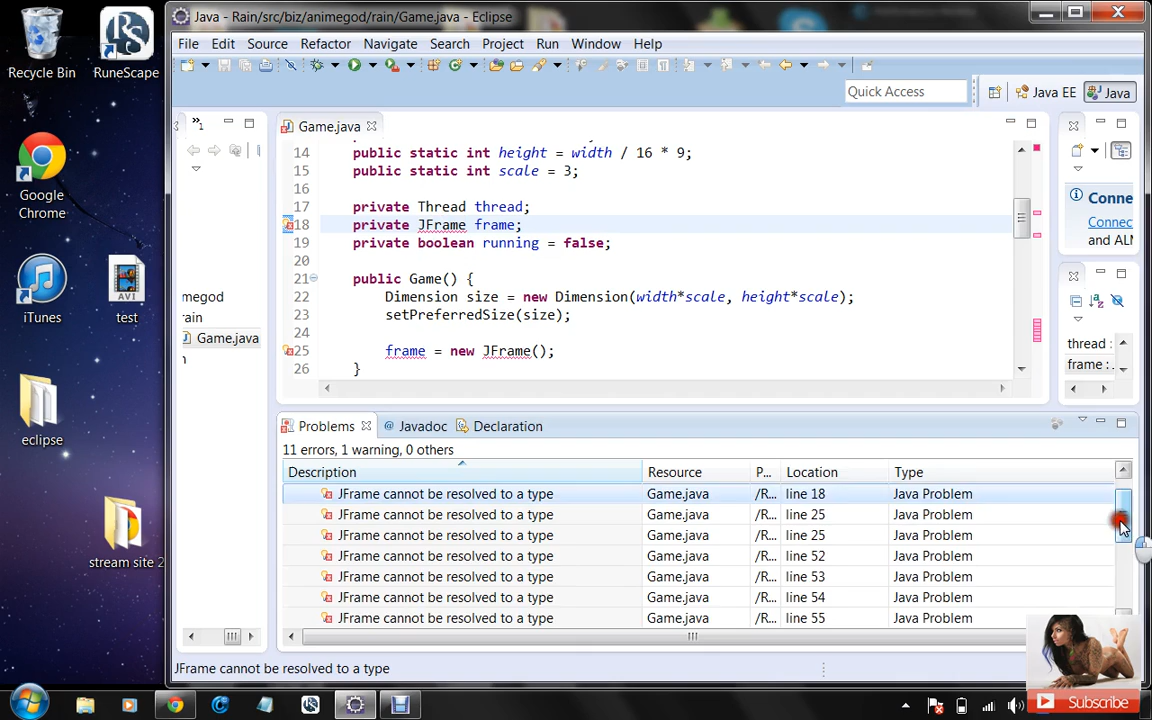 Java - Rain/src/biz/animegod/rain/Game.java - Eclipse
File Edit Source Refactor Navigate Search Project Run Window Help
Quick Access
Java EE
Java
Recycle Bin
RuneScape
Google
Chrome
iTunes
test
eclipse
stream site 2
1
megod
rain
Game.java
Game.java
14 public static int height = width / 16 * 9;
15 public static int scale = 3;
16
17 private Thread thread;
18 private JFrame frame;
19 private boolean running = false;
20
21 public Game() {
22 Dimension size = new Dimension(width*scale, height*scale);
23 setPreferredSize(size);
24
25 frame = new JFrame();
26 }
Conne
Connec
and ALM
thread :
frame : .
Problems Javadoc Declaration
11 errors, 1 warning, 0 others
Description Resource P... Location Type
JFrame cannot be resolved to a type Game.java /R... line 18 Java Problem
JFrame cannot be resolved to a type Game.java /R... line 25 Java Problem
JFrame cannot be resolved to a type Game.java /R... line 25 Java Problem
JFrame cannot be resolved to a type Game.java /R... line 52 Java Problem
JFrame cannot be resolved to a type Game.java /R... line 53 Java Problem
JFrame cannot be resolved to a type Game.java /R... line 54 Java Problem
JFrame cannot be resolved to a type Game.java /R... line 55 Java Problem
JFrame cannot be resolved to a type
Subscribe